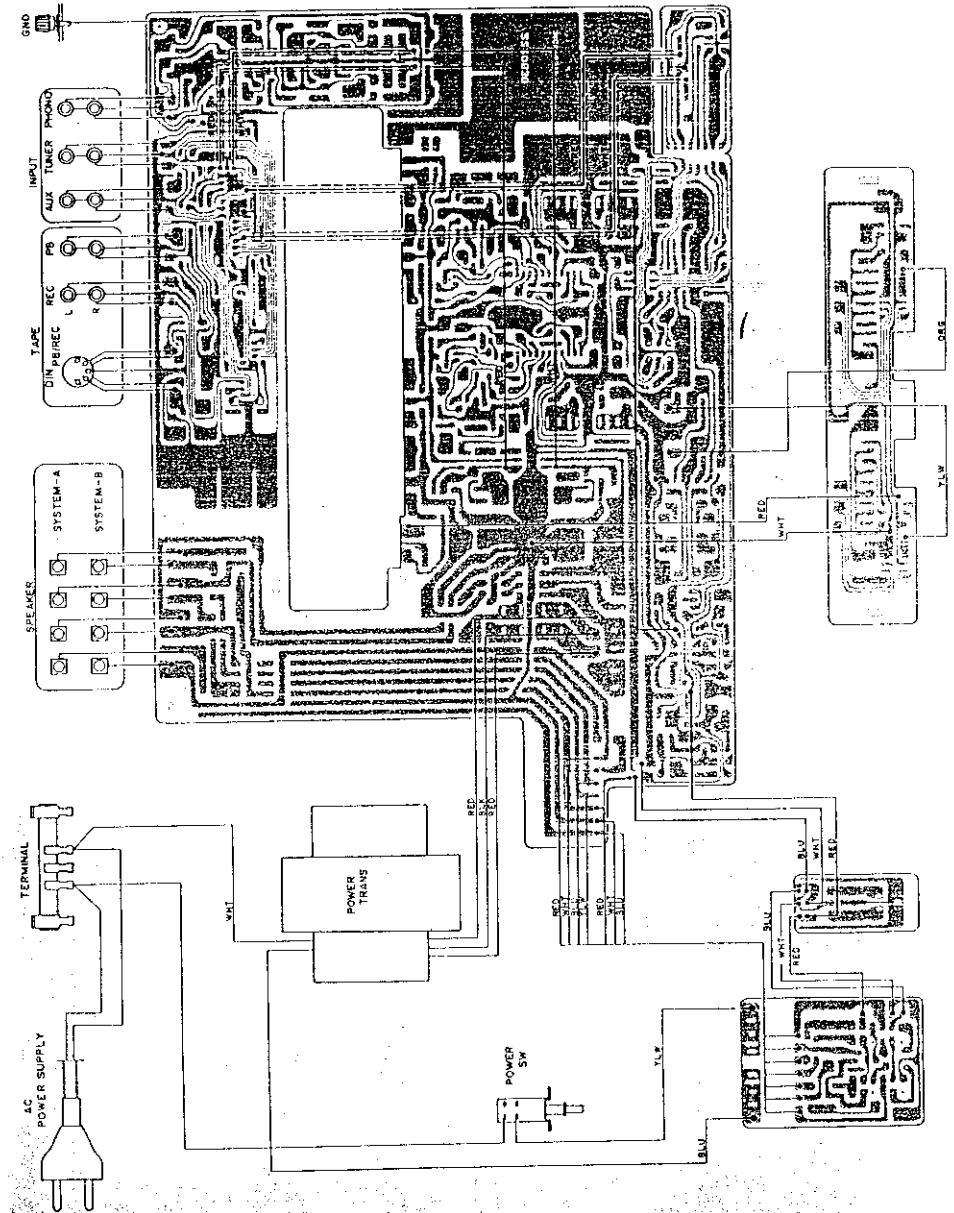 GND
INPUT
PHONO
TUNER
AUX
TAPE
PB
REC
L
R
DIN PB/REC
SPEAKER
SYSTEM-A
SYSTEM-B
TERMINAL
AC
POWER SUPPLY
POWER
TRANS
POWER
SW
WHT
RED
BLK
RED
RED
WHT
BLU
YLW
RED
WHT
BLU
BLU
WHT
RED
BLU
WHT
RED
YLW
BLU
RED
WHT
ORG
YLW